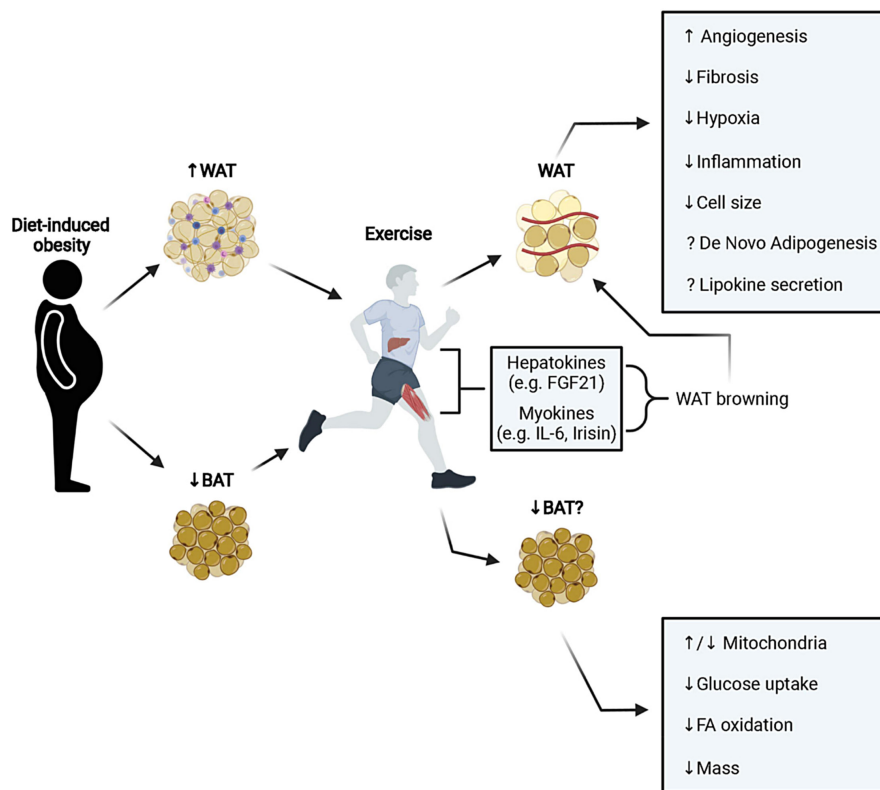 Diet-induced
obesity
↑WAT
↓BAT
Exercise
Hepatokines
(e.g. FGF21)
Myokines
(e.g. IL-6, Irisin)
WAT browning
WAT
↑ Angiogenesis
↓Fibrosis
↓Hypoxia
↓Inflammation
↓Cell size
? De Novo Adipogenesis
? Lipokine secretion
↓BAT?
↑/↓ Mitochondria
↓Glucose uptake
↓FA oxidation
↓Mass